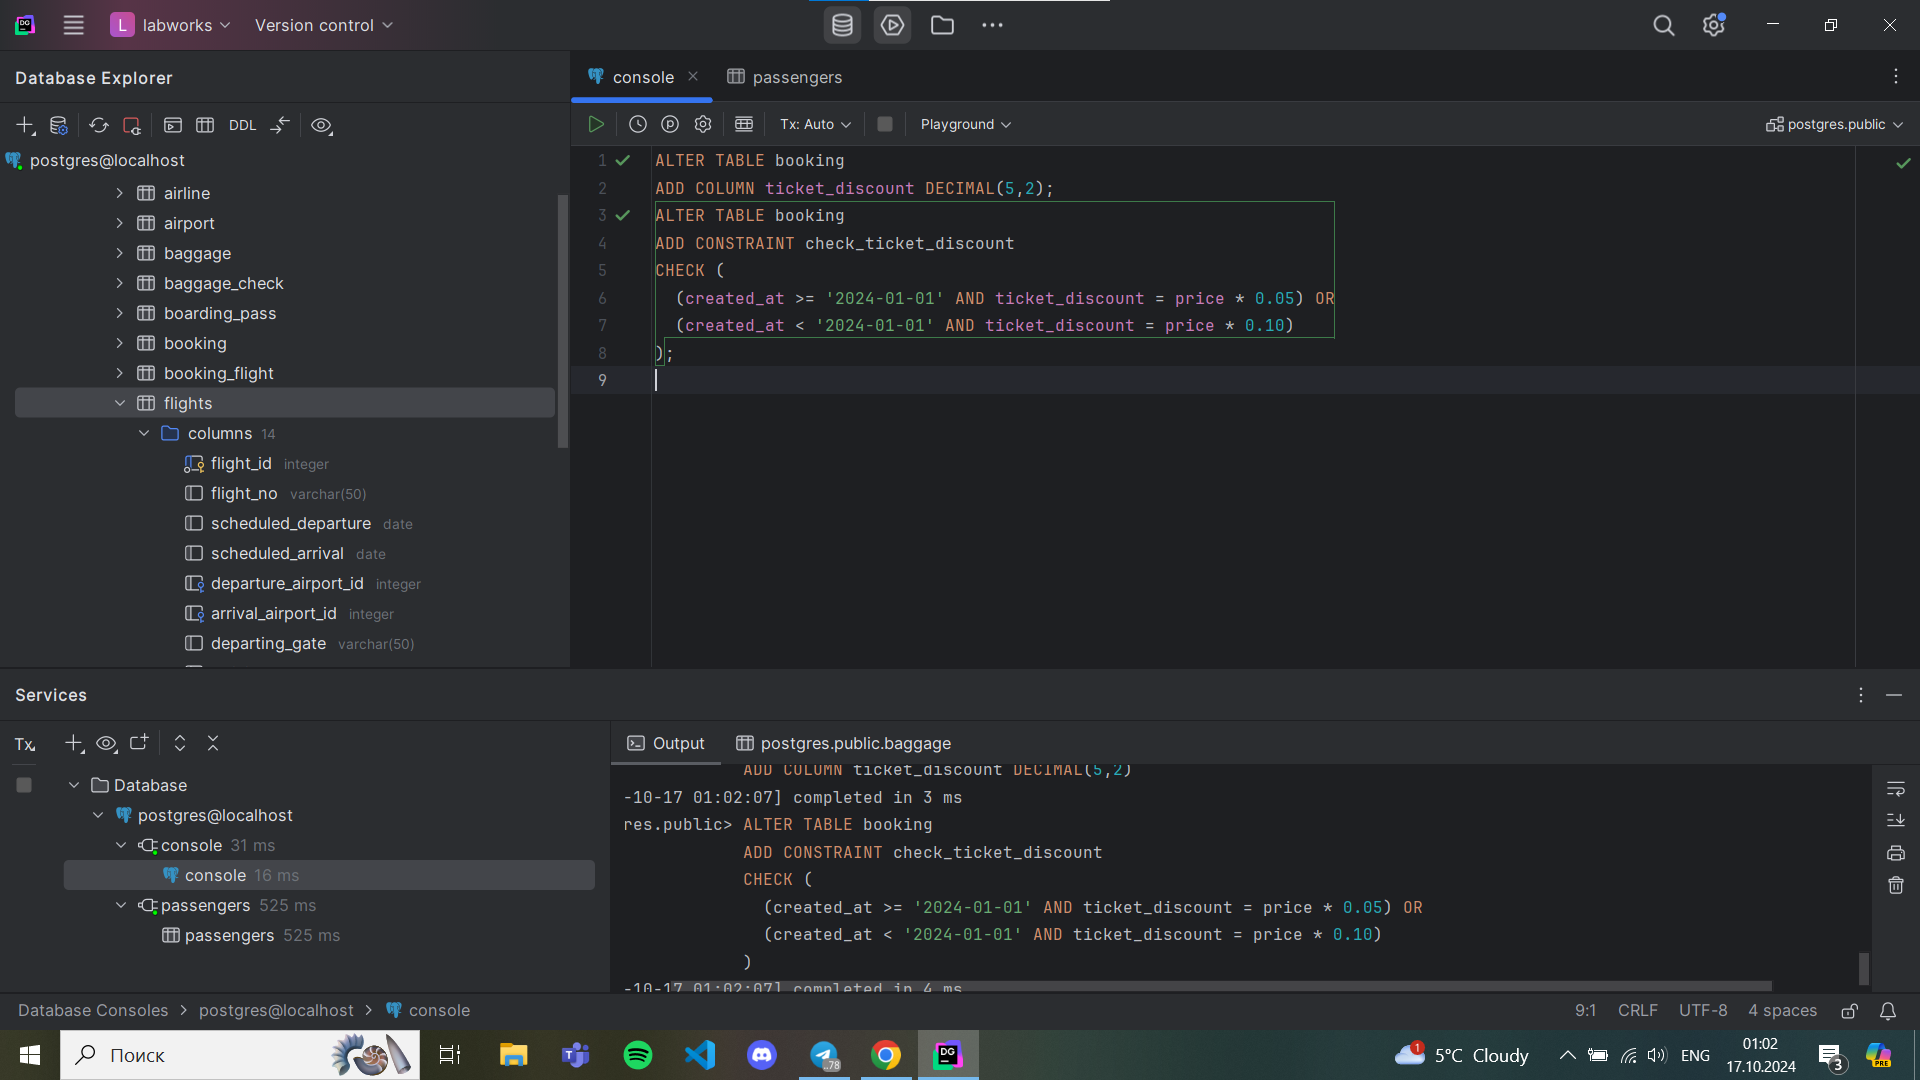 L labworks Version control
Database Explorer
console
passengers
DDL
Tx: Auto
Playground
postgres.public
postgres@localhost
airline
airport
baggage
baggage_check
boarding_pass
booking
booking_flight
flights
columns 14
flight_id integer
flight_no varchar(50)
scheduled_departure date
scheduled_arrival date
departure_airport_id integer
arrival_airport_id integer
departing_gate varchar(50)
1 ALTER TABLE booking
2 ADD COLUMN ticket_discount DECIMAL(5,2);
3 ALTER TABLE booking
4 ADD CONSTRAINT check_ticket_discount
5 CHECK (
6 (created_at >= '2024-01-01' AND ticket_discount = price * 0.05) OR
7 (created_at < '2024-01-01' AND ticket_discount = price * 0.10)
8 );
9
Services
Tx
Database
postgres@localhost
console 31 ms
console 16 ms
passengers 525 ms
passengers 525 ms
Output
postgres.public.baggage
ADD COLUMN ticket_discount DECIMAL(5,2)
-10-17 01:02:07] completed in 3 ms
res.public> ALTER TABLE booking
ADD CONSTRAINT check_ticket_discount
CHECK (
(created_at >= '2024-01-01' AND ticket_discount = price * 0.05) OR
(created_at < '2024-01-01' AND ticket_discount = price * 0.10)
)
-10-17 01:02:07] completed in 4 ms
Database Consoles > postgres@localhost > console
9:1 CRLF UTF-8 4 spaces
Поиск
..78
DG
1
5°C Cloudy
ENG
01:02
17.10.2024
3
PRE